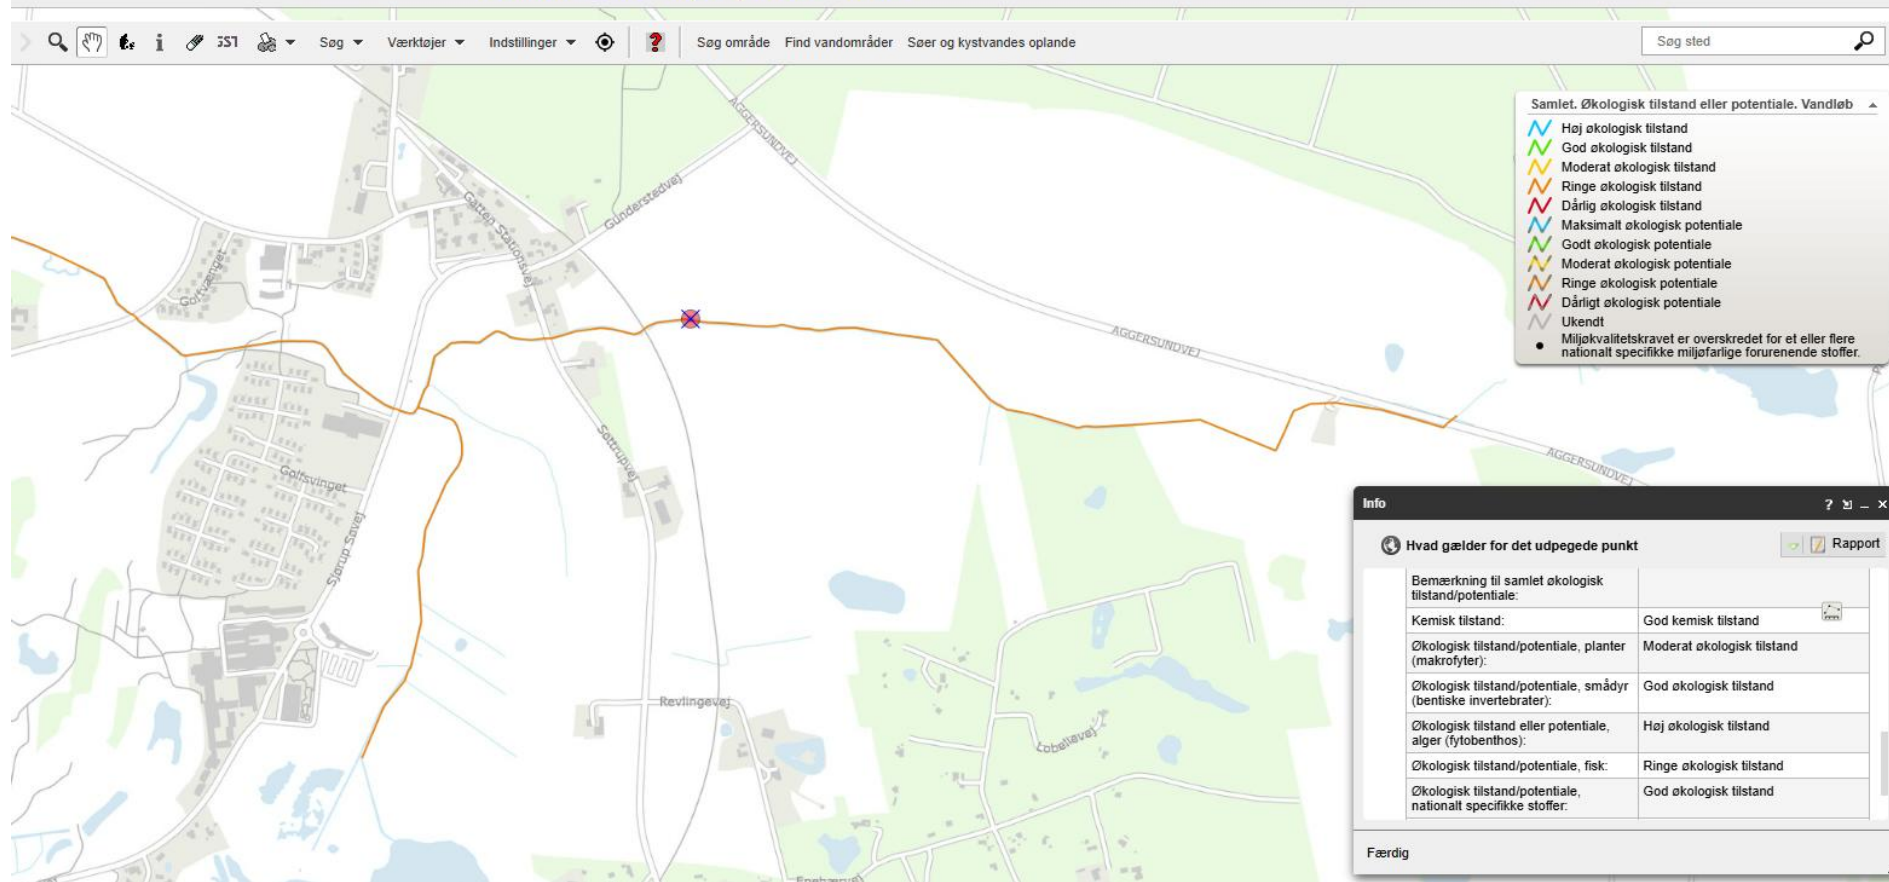 Søg
Værktøjer
Indstillinger
?
Søg område
Find vandområder
Søer og kystvandes oplande
Søg sted
Samlet. Økologisk tilstand eller potentiale. Vandløb
Høj økologisk tilstand
God økologisk tilstand
Moderat økologisk tilstand
Ringe økologisk tilstand
Dårlig økologisk tilstand
Maksimalt økologisk potentiale
Godt økologisk potentiale
Moderat økologisk potentiale
Ringe økologisk potentiale
Dårligt økologisk potentiale
Ukendt
Miljøkvalitetskravet er overskredet for et eller flere
nationalt specifikke miljøfarlige forurenende stoffer.
AGGERSUNDVEJ
Gunderstedvej
Gatten Stationsvej
Golfvænget
AGGERSUNDVEJ
Søttrupvej
AGGERSUNDVEJ
Golfsvinget
Sjørup Søvej
Revlingevej
Lobelievej
Info
Hvad gælder for det udpegede punkt
Rapport
Bemærkning til samlet økologisk
tilstand/potentiale:
Kemisk tilstand: God kemisk tilstand
Økologisk tilstand/potentiale, planter
(makrofyter): Moderat økologisk tilstand
Økologisk tilstand/potentiale, smådyr
(bentiske invertebrater): God økologisk tilstand
Økologisk tilstand eller potentiale,
alger (fytobenthos): Høj økologisk tilstand
Økologisk tilstand/potentiale, fisk: Ringe økologisk tilstand
Økologisk tilstand/potentiale,
nationalt specifikke stoffer: God økologisk tilstand
Færdig